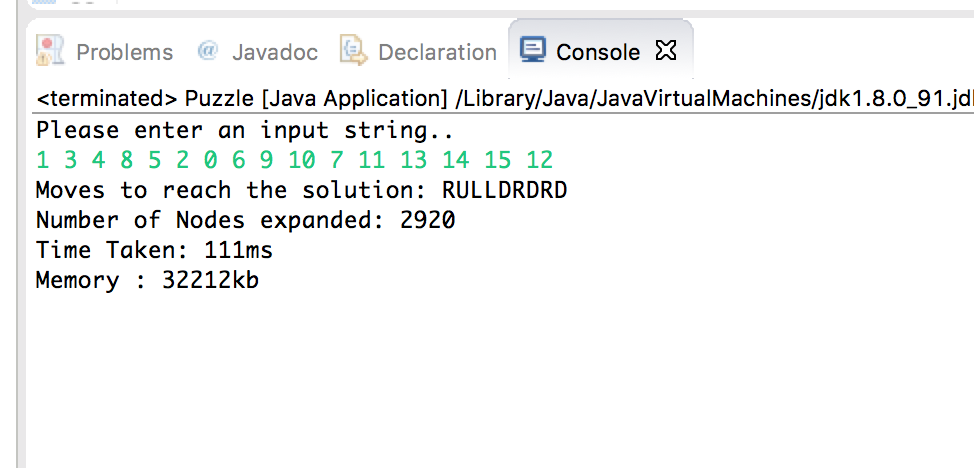 Problems @ Javadoc Declaration Console
<terminated> Puzzle [Java Application] /Library/Java/JavaVirtualMachines/jdk1.8.0_91.jd
Please enter an input string..
1 3 4 8 5 2 0 6 9 10 7 11 13 14 15 12
Moves to reach the solution: RULLDRDRD
Number of Nodes expanded: 2920
Time Taken: 111ms
Memory : 32212kb